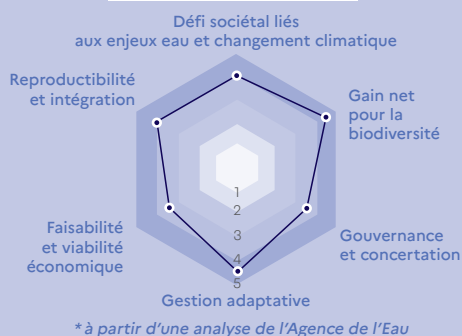 Défi sociétal liés
aux enjeux eau et changement climatique
Reproductibilité
et intégration
Gain net
pour la
biodiversité
1
2
3
4
5
Faisabilité
et viabilité
économique
Gouvernance
et concertation
Gestion adaptative
* à partir d'une analyse de l'Agence de l'Eau